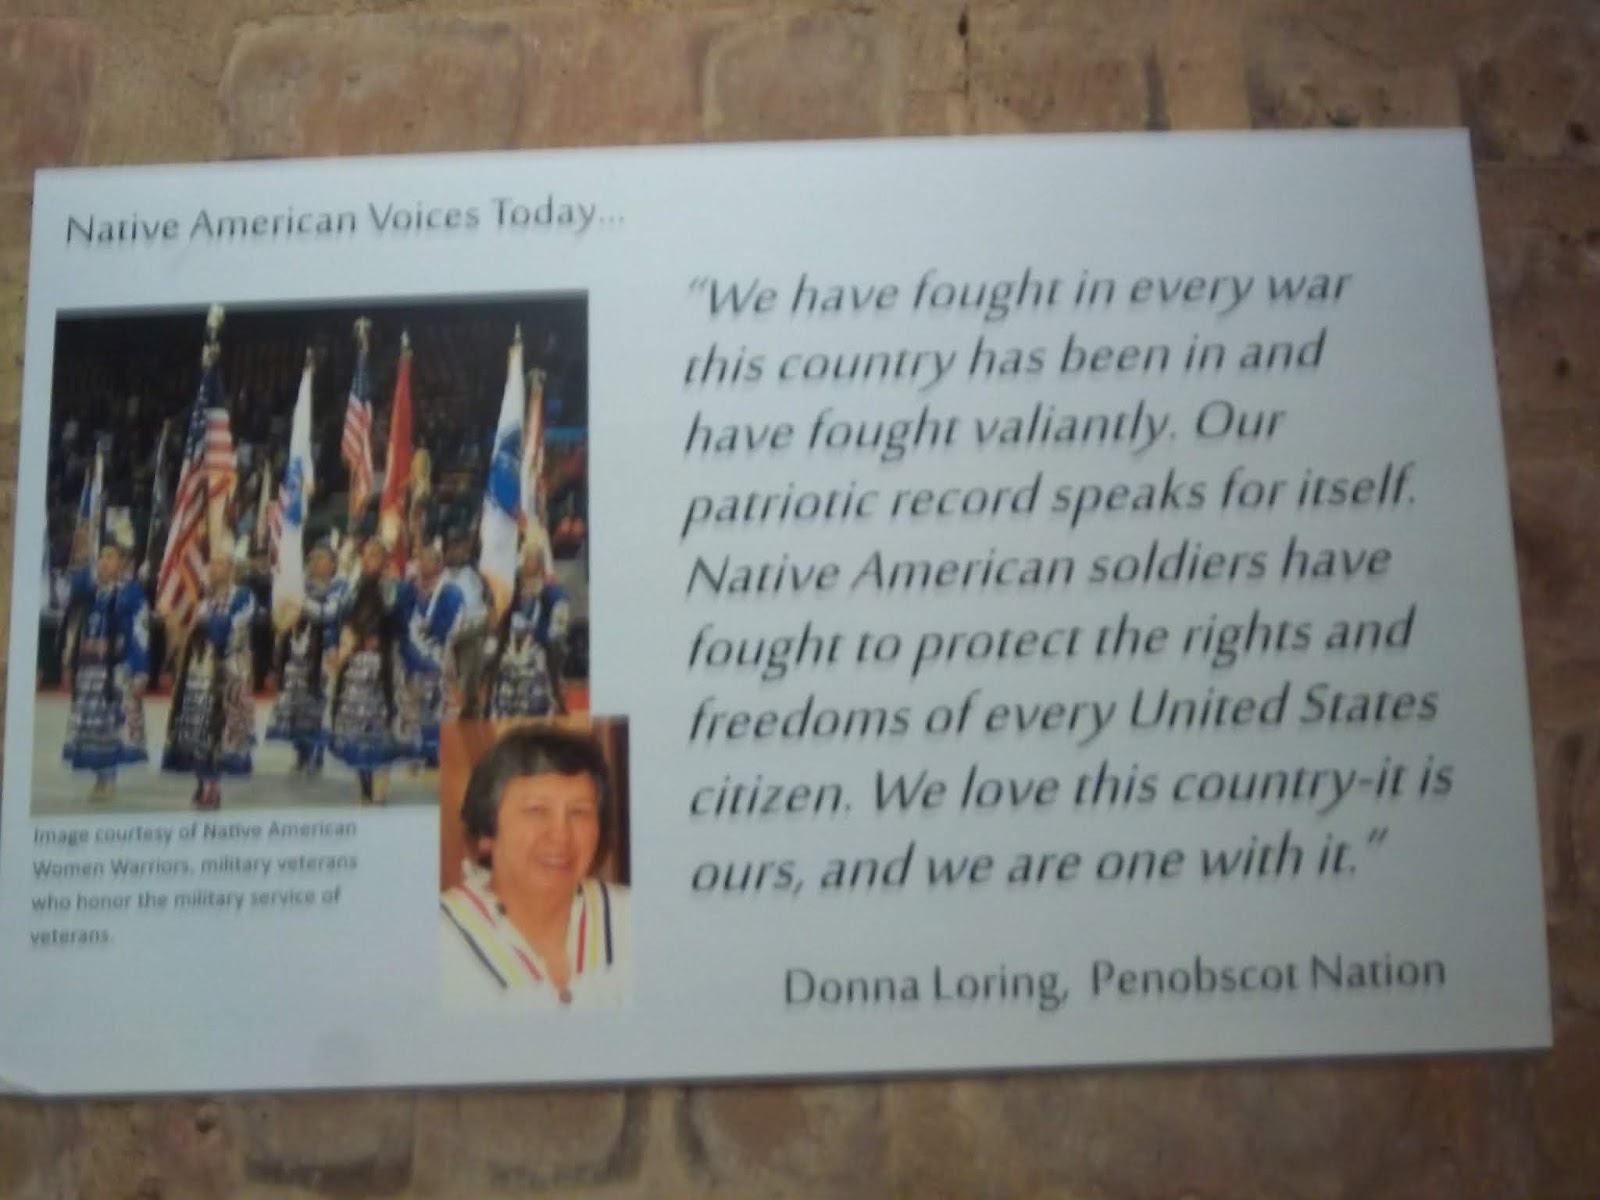 Native American Voices Today...
"We have fought in every war
this country has been in and
have fought valiantly. Our
patriotic record speaks for itself.
Native American soldiers have
fought to protect the rights and
freedoms of every United States
citizen. We love this country-it is
ours, and we are one with it."
Donna Loring, Penobscot Nation
Image courtesy of Native American
Women Warriors, military veterans
who honor the military service of
veterans.